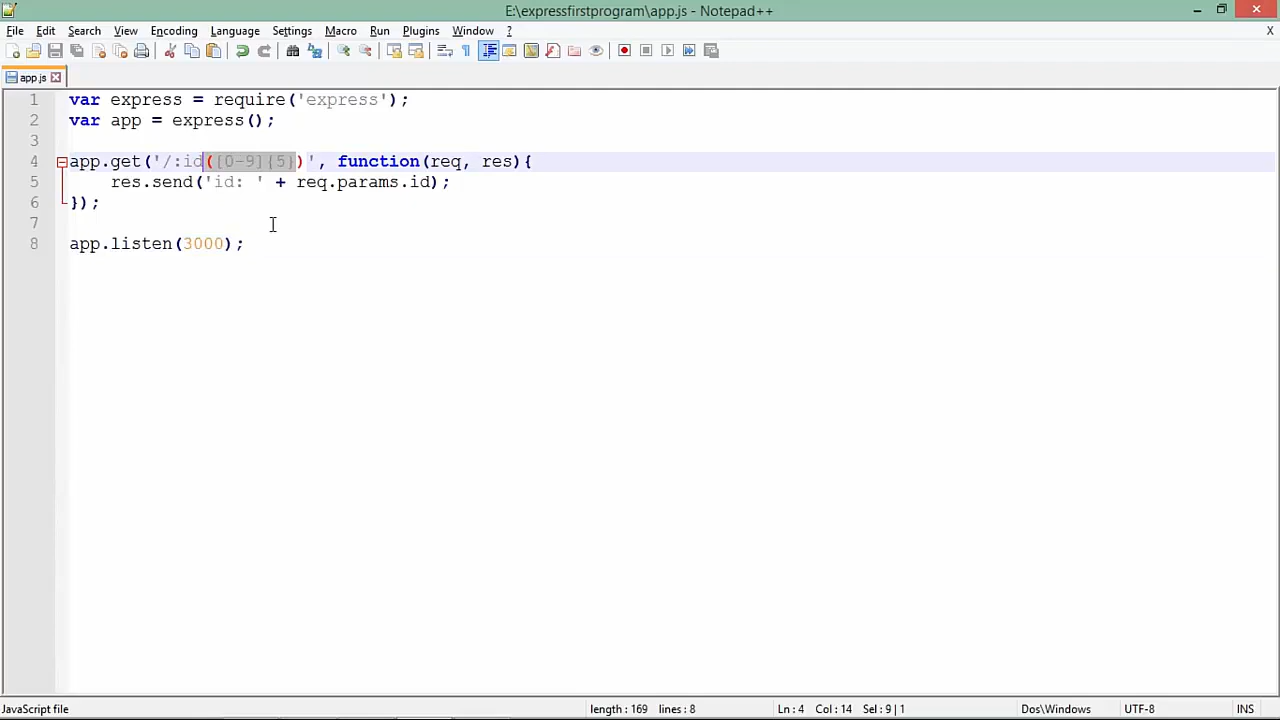 E:\expressfirstprogram\app.js - Notepad++
File Edit Search View Encoding Language Settings Macro Run Plugins Window ? X
app.js
1 var express = require('express');
2 var app = express();
3
4 app.get('/:id([0-9]{5})', function(req, res){
5 res.send('id: ' + req.params.id);
6 });
7
8 app.listen(3000);
JavaScript file length : 169 lines : 8 Ln : 4 Col : 14 Sel : 9 | 1 Dos\Windows UTF-8 INS